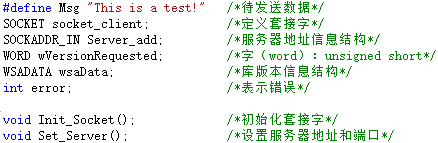 #define Msg "This is a test!" /*待发送数据*/
SOCKET socket_client; /*定义套接字*/
SOCKADDR_IN Server_add; /*服务器地址信息结构*/
WORD wVersionRequested; /*字（word）: unsigned short*/
WSADATA wsaData; /*库版本信息结构*/
int error; /*表示错误*/
void Init_Socket(); /*初始化套接字*/
void Set_Server(); /*设置服务器地址和端口*/